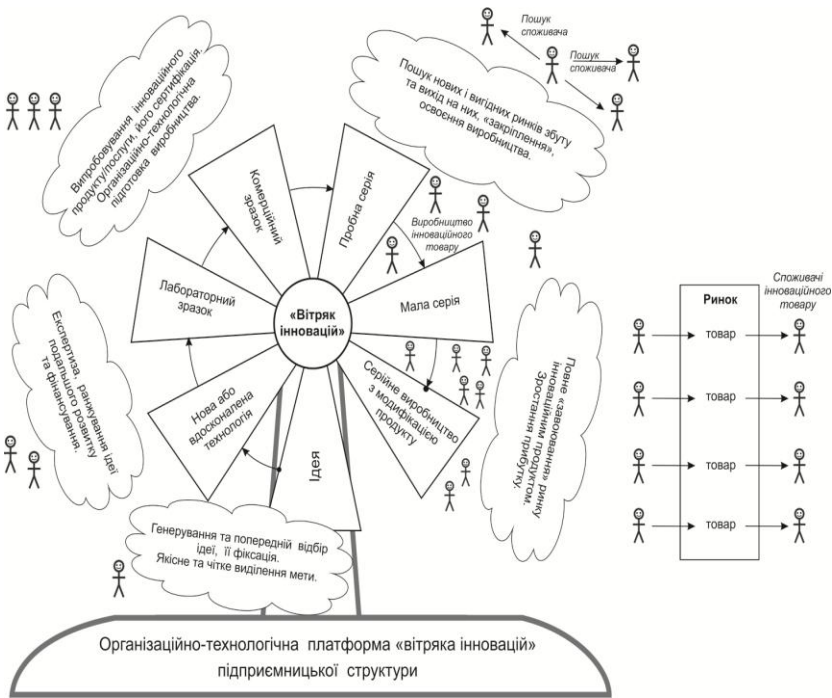 Пошук
споживача
Пошук
споживача
Випробовування інноваційного
продукту/послуги, його сертифікація.
Організаційно-технологічна
підготовка виробництва.
Пошук нових і вигідних ринків збуту
та вихід на них, «закріплення»,
освоєння виробництва.
Комерційний
зразок
Пробна серія
Виробництво
інноваційного
товару
Лабораторний
зразок
«Вітряк
інновацій»
Мала серія
Споживачі
інноваційного
товару
Ринок
товар
товар
товар
товар
Експертиза, ранжування ідеї
подальшого розвитку
та фінансування.
Нова або
вдосконалена
технологія
Ідея
Серійне виробництво
з модифікацією
продукту
Повне «завоювання» ринку
інноваційним продуктом.
Зростання прибутку.
Генерування та попередній відбір
ідеї, її фіксація.
Якісне та чітке виділення мети.
Організаційно-технологічна платформа «вітряка інновацій»
підприємницької структури